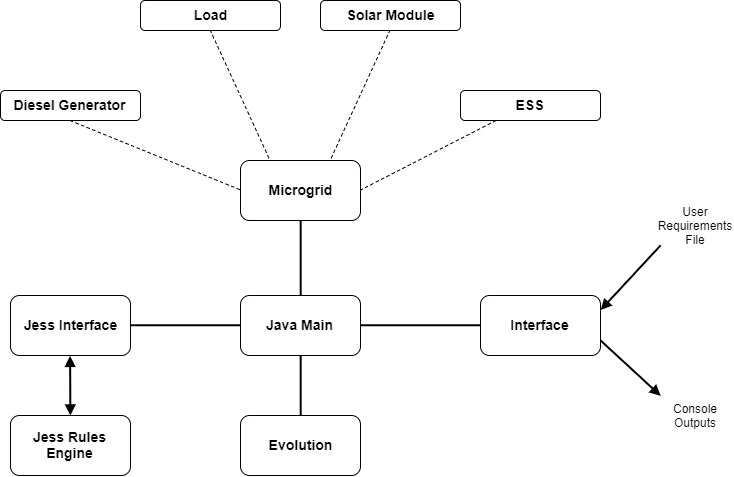 Load
Solar Module
Diesel Generator
ESS
Microgrid
User
Requirements
File
Jess Interface
Java Main
Interface
Console
Outputs
Jess Rules
Engine
Evolution